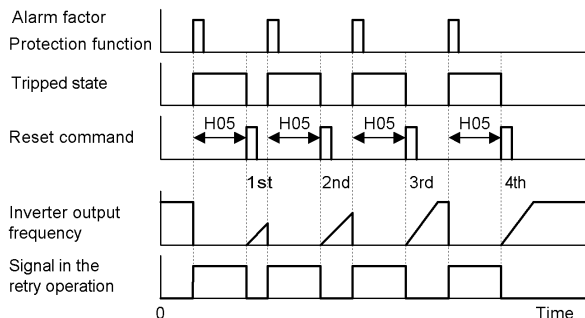 Alarm factor
Protection function
Tripped state
Reset command
H05 H05 H05 H05
1st 2nd 3rd 4th
Inverter output
frequency
Signal in the
retry operation
0 Time